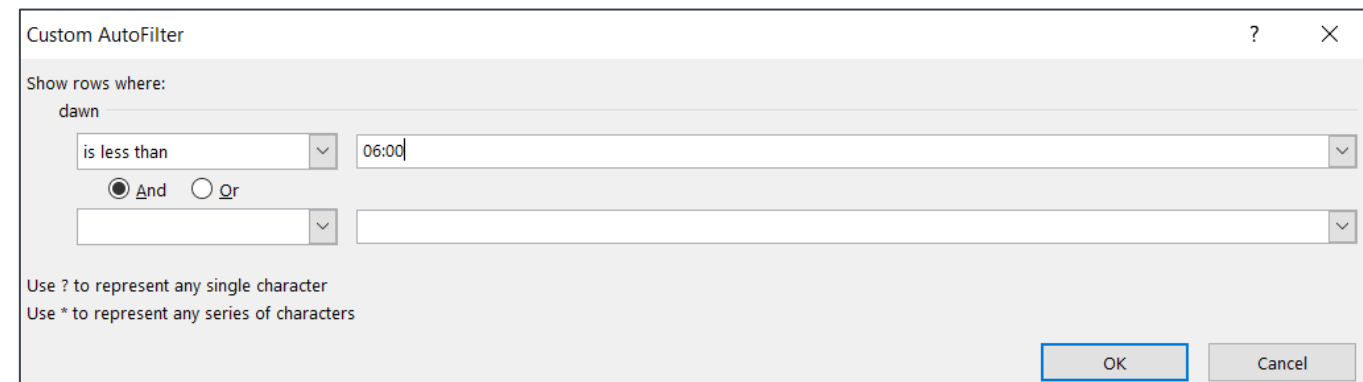 Custom AutoFilter ? ×
Show rows where:
dawn
is less than 06:00
And Or
Use ? to represent any single character
Use * to represent any series of characters
OK Cancel